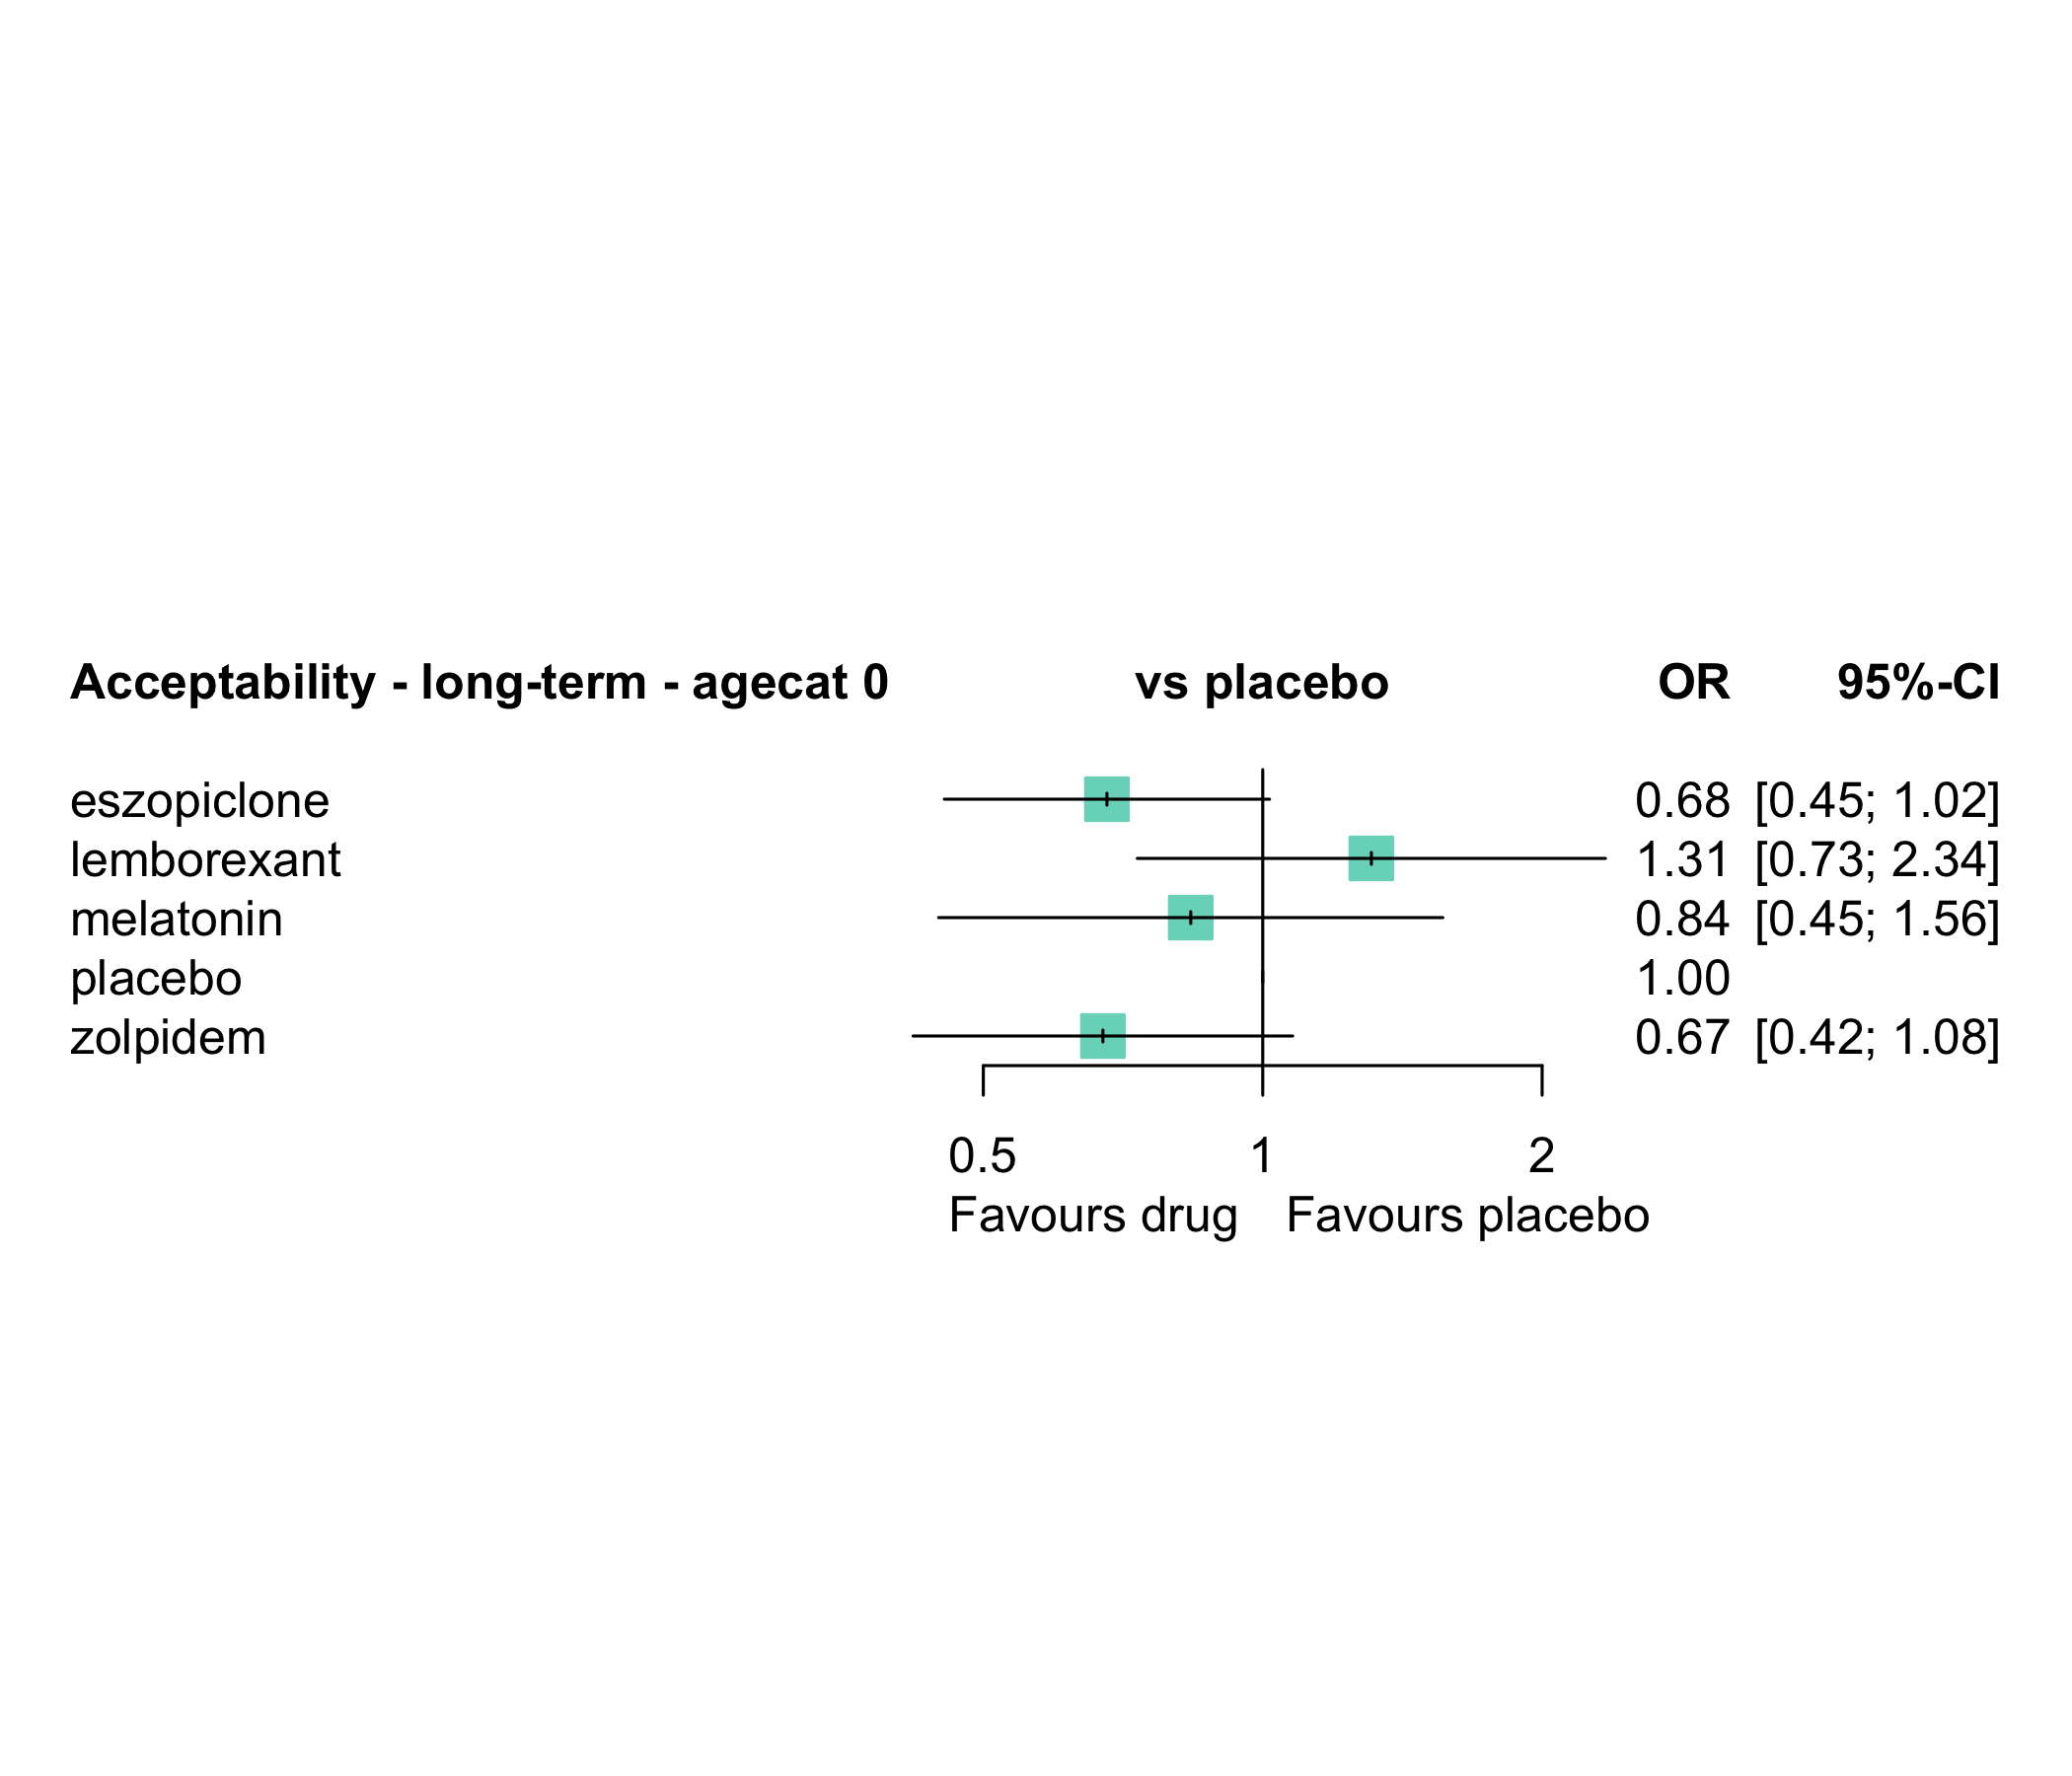 Acceptability - long-term - agecat 0 vs placebo OR 95%-CI
eszopiclone 0.68 [0.45; 1.02]
lemborexant 1.31 [0.73; 2.34]
melatonin 0.84 [0.45; 1.56]
placebo 1.00
zolpidem 0.67 [0.42; 1.08]
0.5 1 2
Favours drug Favours placebo